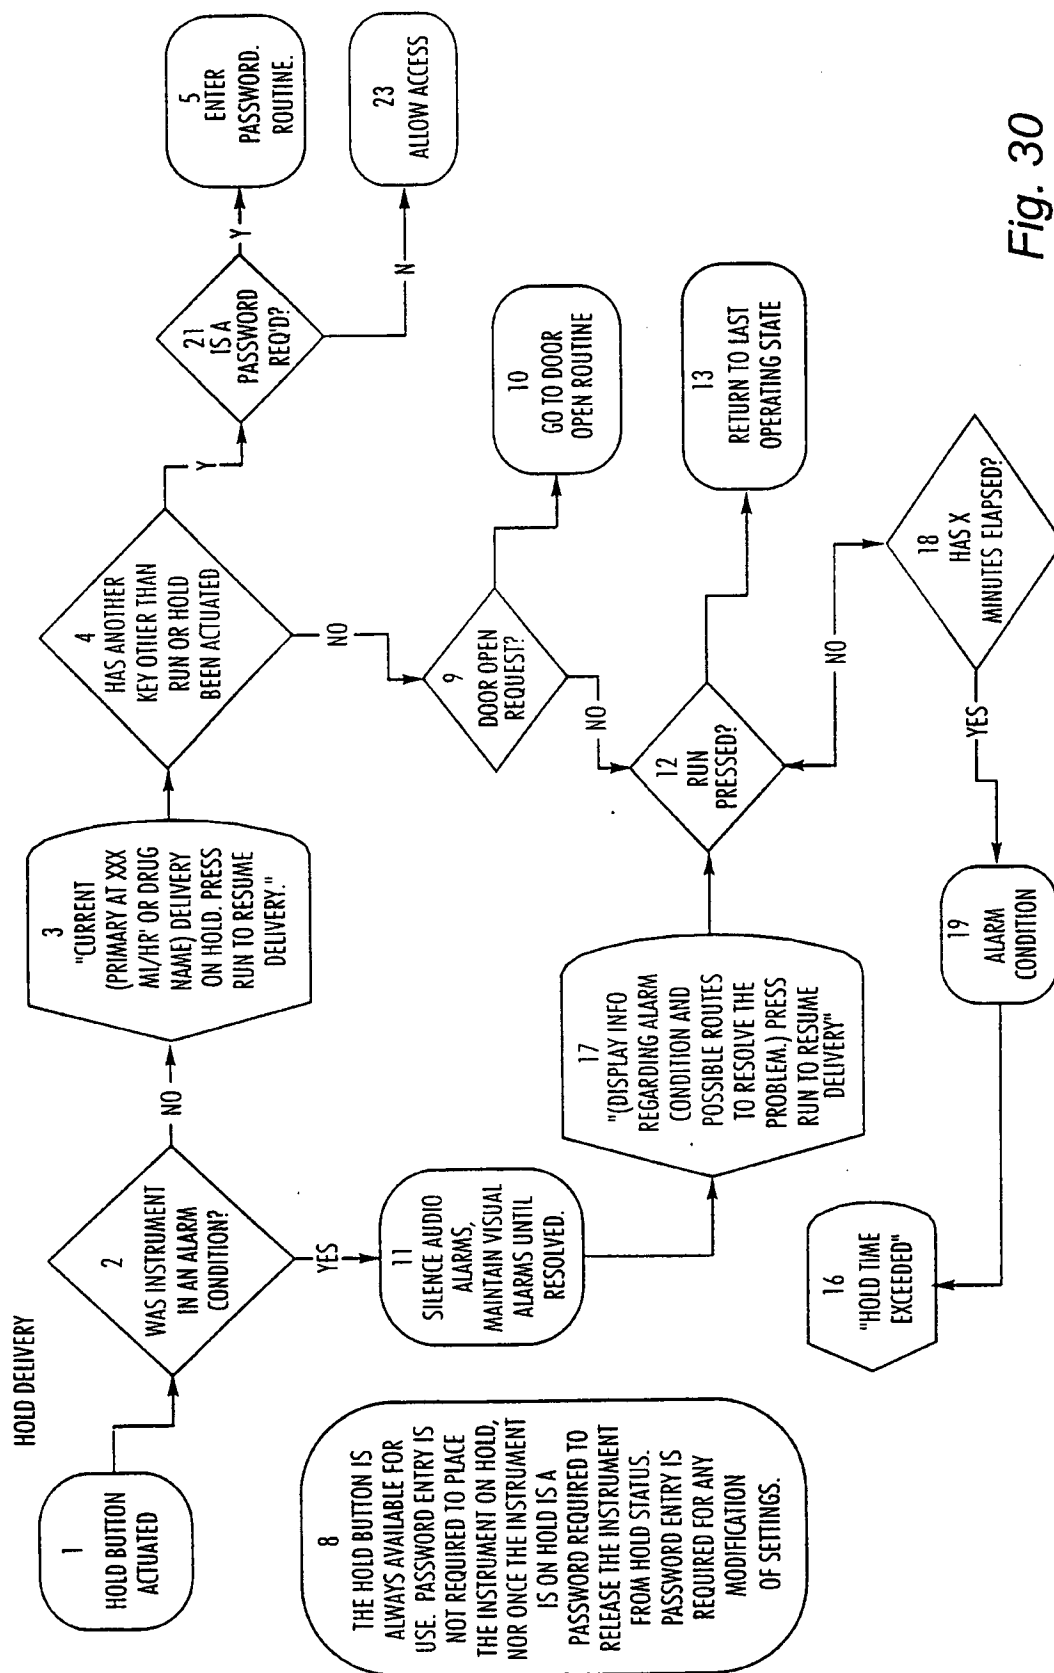 HOLD DELIVERY
1
HOLD BUTTON
ACTUATED
2
WAS INSTRUMENT
IN AN ALARM
CONDITION?
NO
YES
3
"CURRENT
(PRIMARY AT XXX
ML/HR' OR DRUG
NAME) DELIVERY
ON HOLD. PRESS
RUN TO RESUME
DELIVERY."
4
HAS ANOTHER
KEY OTHER THAN
RUN OR HOLD
BEEN ACTUATED
Y
NO
21
IS A
PASSWORD
REQ'D?
Y
N
5
ENTER
PASSWORD.
ROUTINE.
23
ALLOW ACCESS
9
DOOR OPEN
REQUEST?
NO
10
GO TO DOOR
OPEN ROUTINE
11
SILENCE AUDIO
ALARMS,
MAINTAIN VISUAL
ALARMS UNTIL
RESOLVED.
17
"(DISPLAY INFO
REGARDING ALARM
CONDITION AND
POSSIBLE ROUTES
TO RESOLVE THE
PROBLEM.) PRESS
RUN TO RESUME
DELIVERY"
12
RUN
PRESSED?
NO
13
RETURN TO LAST
OPERATING STATE
18
HAS X
MINUTES ELAPSED?
YES
19
ALARM
CONDITION
16
"HOLD TIME
EXCEEDED"
8
THE HOLD BUTTON IS
ALWAYS AVAILABLE FOR
USE. PASSWORD ENTRY IS
NOT REQUIRED TO PLACE
THE INSTRUMENT ON HOLD,
NOR ONCE THE INSTRUMENT
IS ON HOLD IS A
PASSWORD REQUIRED TO
RELEASE THE INSTRUMENT
FROM HOLD STATUS.
PASSWORD ENTRY IS
REQUIRED FOR ANY
MODIFICATION
OF SETTINGS.
Fig. 30